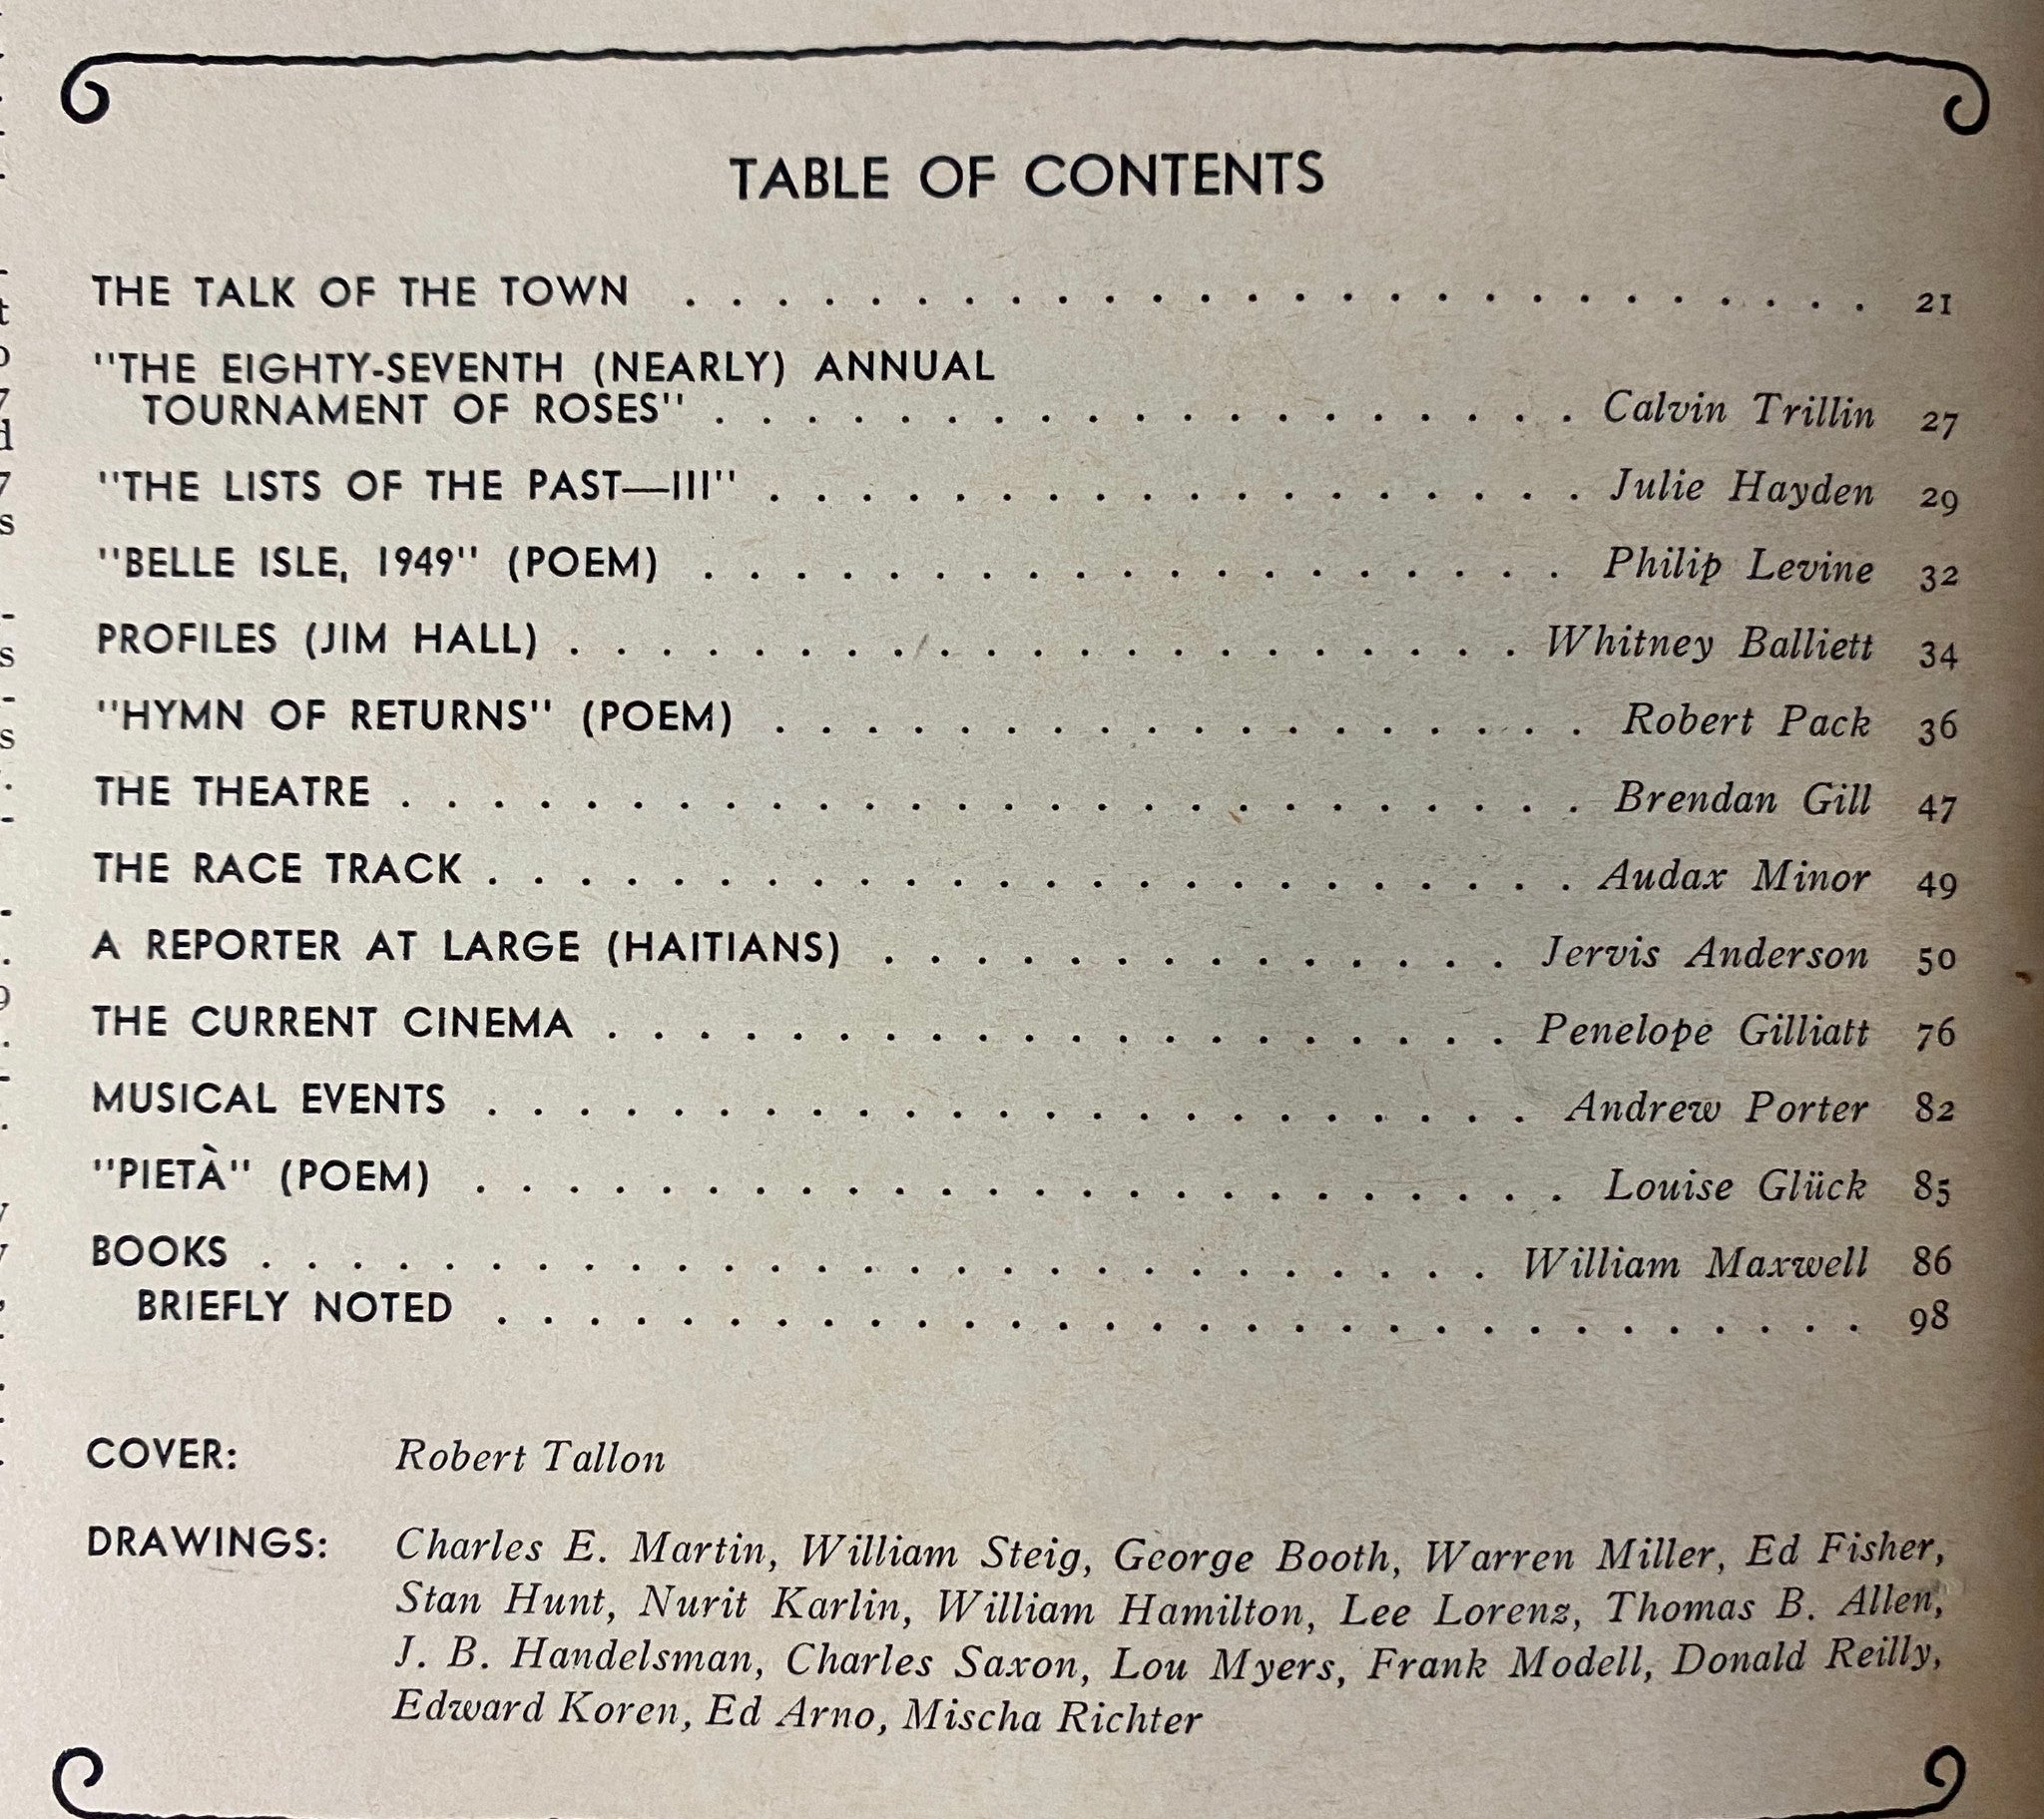 TABLE OF CONTENTS
THE TALK OF THE TOWN . . . . . . . . . . . . . . . . . . . . . . . . . . 21
"THE EIGHTY-SEVENTH (NEARLY) ANNUAL
TOURNAMENT OF ROSES" . . . . . . . . . . . . . . . . . . . Calvin Trillin 27
"THE LISTS OF THE PAST—III" . . . . . . . . . . . . . . . . . . Julie Hayden 29
"BELLE ISLE, 1949" (POEM) . . . . . . . . . . . . . . . . . . . Philip Levine 32
PROFILES (JIM HALL) . . . . . . . . . . . . . . . . . . . . . Whitney Balliett 34
"HYMN OF RETURNS" (POEM) . . . . . . . . . . . . . . . . . . Robert Pack 36
THE THEATRE . . . . . . . . . . . . . . . . . . . . . . . . . . Brendan Gill 47
THE RACE TRACK . . . . . . . . . . . . . . . . . . . . . . . . Audax Minor 49
A REPORTER AT LARGE (HAITIANS) . . . . . . . . . . . . . . Jervis Anderson 50
THE CURRENT CINEMA . . . . . . . . . . . . . . . . . . . . Penelope Gilliatt 76
MUSICAL EVENTS . . . . . . . . . . . . . . . . . . . . . . . Andrew Porter 82
"PIETÀ" (POEM) . . . . . . . . . . . . . . . . . . . . . . . . Louise Glück 85
BOOKS . . . . . . . . . . . . . . . . . . . . . . . . . . . William Maxwell 86
BRIEFLY NOTED . . . . . . . . . . . . . . . . . . . . . . . . . . . . . . 98
COVER: Robert Tallon
DRAWINGS: Charles E. Martin, William Steig, George Booth, Warren Miller, Ed Fisher,
Stan Hunt, Nurit Karlin, William Hamilton, Lee Lorenz, Thomas B. Allen,
J. B. Handelsman, Charles Saxon, Lou Myers, Frank Modell, Donald Reilly,
Edward Koren, Ed Arno, Mischa Richter